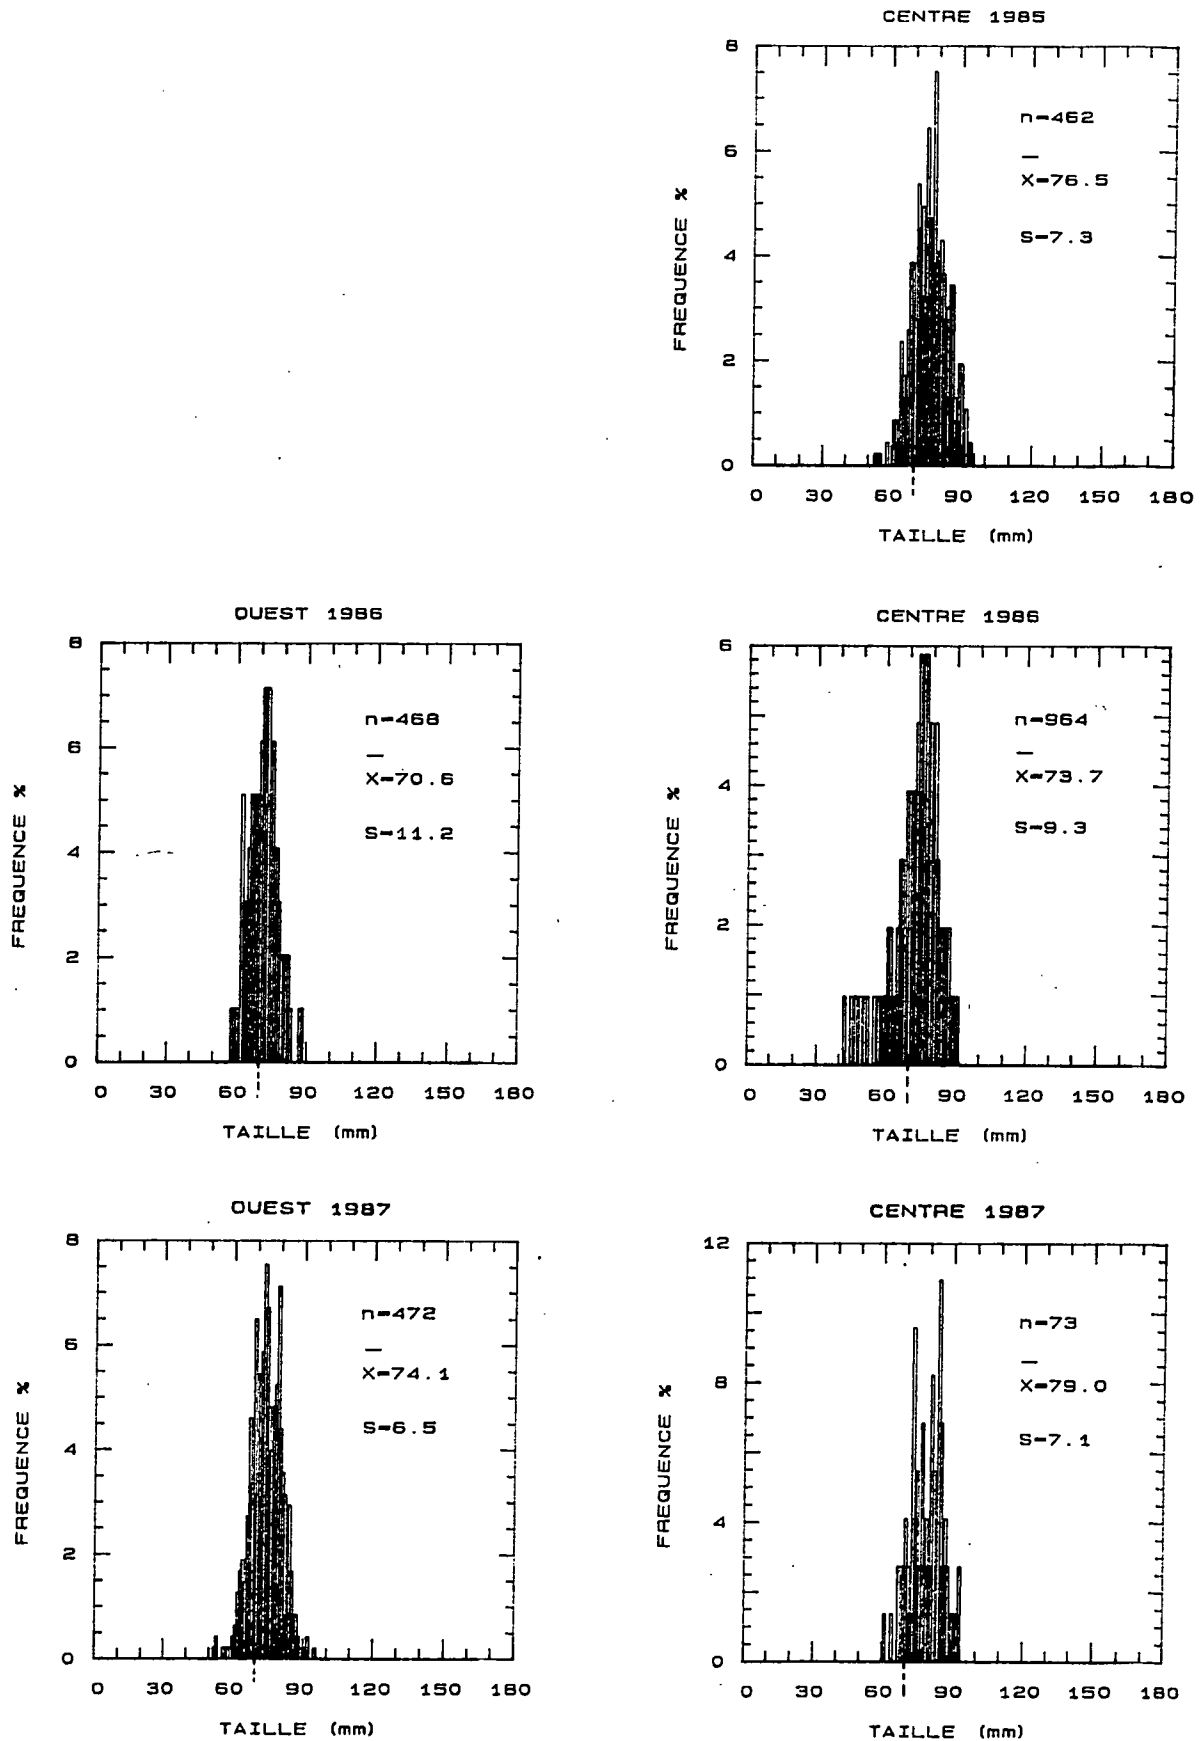 CENTRE 1985
8
6
4
2
0
FREQUENCE %
n=462
X=76.5
S=7.3
0 30 60 90 120 150 180
TAILLE (mm)
OUEST 1986
8
6
4
2
0
FREQUENCE %
n=468
X=70.6
S=11.2
0 30 60 90 120 150 180
TAILLE (mm)
CENTRE 1986
6
4
2
0
FREQUENCE %
n=964
X=73.7
S=9.3
0 30 60 90 120 150 180
TAILLE (mm)
OUEST 1987
8
6
4
2
0
FREQUENCE %
n=472
X=74.1
S=6.5
0 30 60 90 120 150 180
TAILLE (mm)
CENTRE 1987
12
8
4
0
FREQUENCE %
n=73
X=79.0
S=7.1
0 30 60 90 120 150 180
TAILLE (mm)